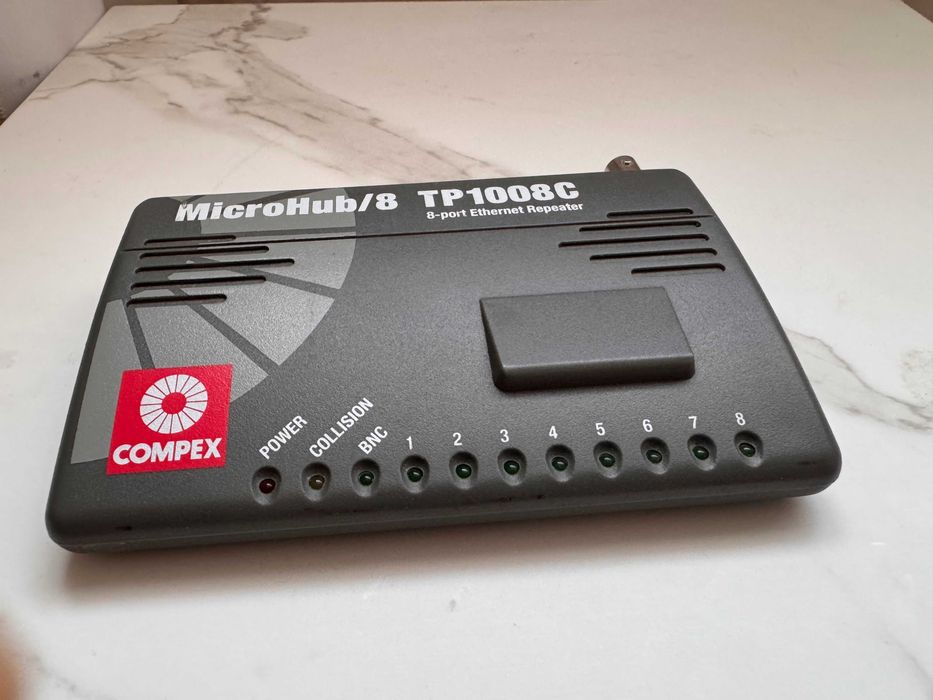 MicroHub/8 TP1008C
8-port Ethernet Repeater
COMPEX
POWER
COLLISION
BNC
1 2 3 4 5 6 7 8